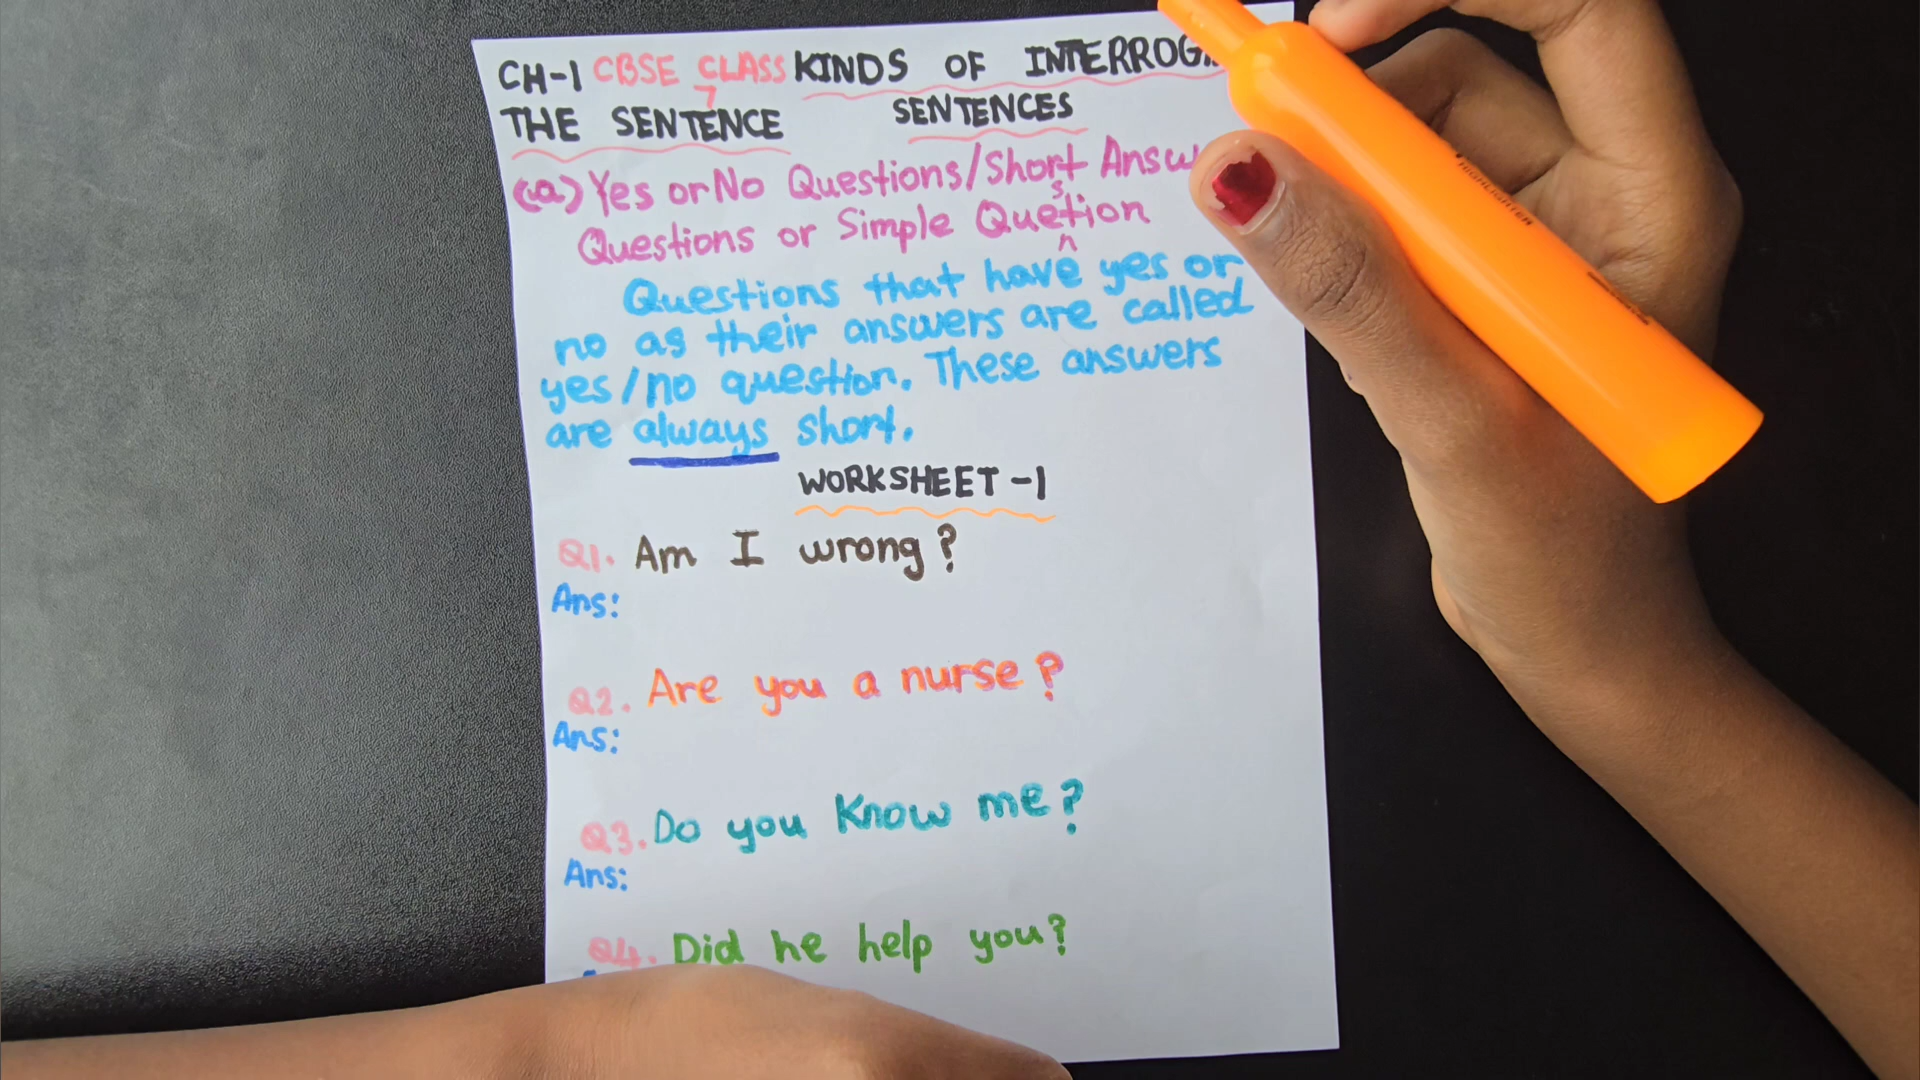 CH-1 CBSE CLASS 7 KINDS OF
THE SENTENCE SENTENCES
(a) Yes or No Questions/Short
Questions or Simple Question
Questions that have yes or
no as their answers are called
yes/no question. These answers
are always short.
WORKSHEET-1
Q1. Am I wrong?
Ans:
Q2. Are you a nurse?
Ans:
Q3. Do you Know me?
Ans:
Q4. Did he help you?
HIGHLIGHTER